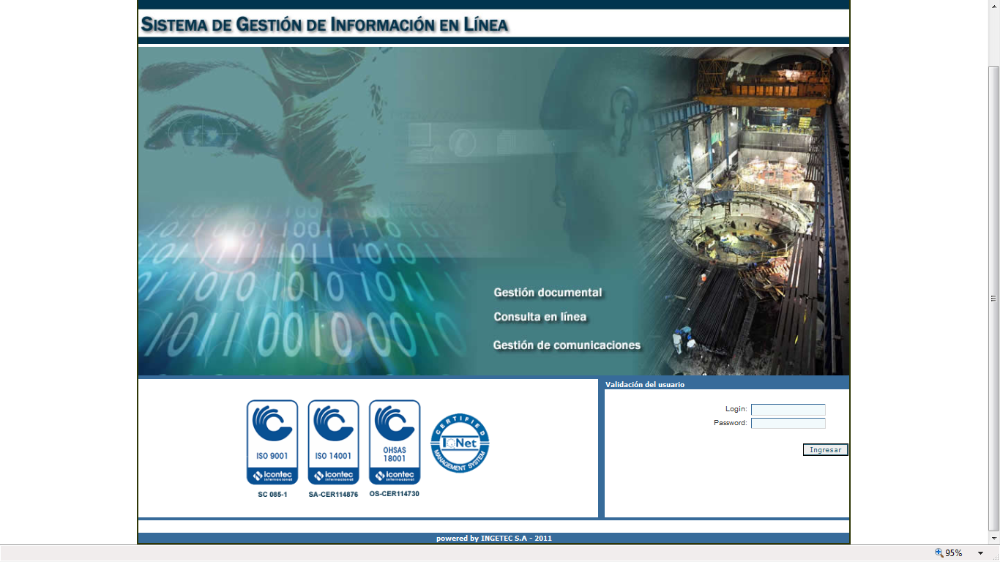 SISTEMA DE GESTIÓN DE INFORMACIÓN EN LÍNEA
Gestión documental
Consulta en línea
Gestión de comunicaciones
Validación del usuario
Login:
Password:
Ingresar
ISO 9001
icontec
internacional
SC 085-1
ISO 14001
icontec
internacional
SA-CER114876
OHSAS
18001
icontec
internacional
OS-CER114730
CERTIFIED
IQNet
MANAGEMENT SYSTEM
powered by INGETEC S.A - 2011
95%